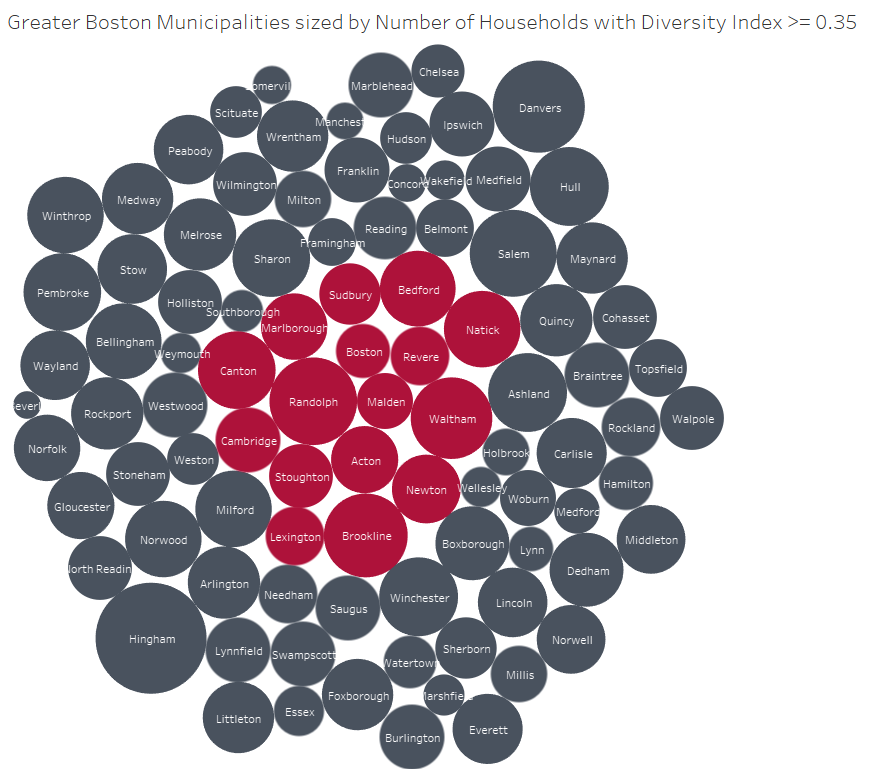 Greater Boston Municipalities sized by Number of Households with Diversity Index >= 0.35
Chelsea
Marblehead
omervil
Danvers
Scituate
Manchest
Ipswich
Wrentham
Hudson
Peabody
Franklin
Medfield
Wakefield
Concord
Wilmington
Hull
Medway
Milton
Winthrop
Reading
Belmont
Melrose
Framingham
Salem
Sharon
Maynard
Stow
Bedford
Pembroke
Sudbury
Holliston
Southborough
Cohasset
Quincy
Marlborough
Natick
Bellingham
Boston
Weymouth
Revere
Wayland
Topsfield
Canton
Braintree
Ashland
Randolph
Malden
everl
Westwood
Rockport
Waltham
Walpole
Rockland
Cambridge
Norfolk
Holbrook
Carlisle
Weston
Acton
Stoneham
Stoughton
Hamilton
Wellesley
Newton
Woburn
Gloucester
Milford
Medford
Brookline
Lexington
Norwood
Middleton
Boxborough
Lynn
North Readin
Dedham
Arlington
Needham
Winchester
Lincoln
Saugus
Hingham
Norwell
Sherborn
Lynnfield
Swampscott
Watertown
Millis
Foxborough
Marshfie
Essex
Littleton
Everett
Burlington